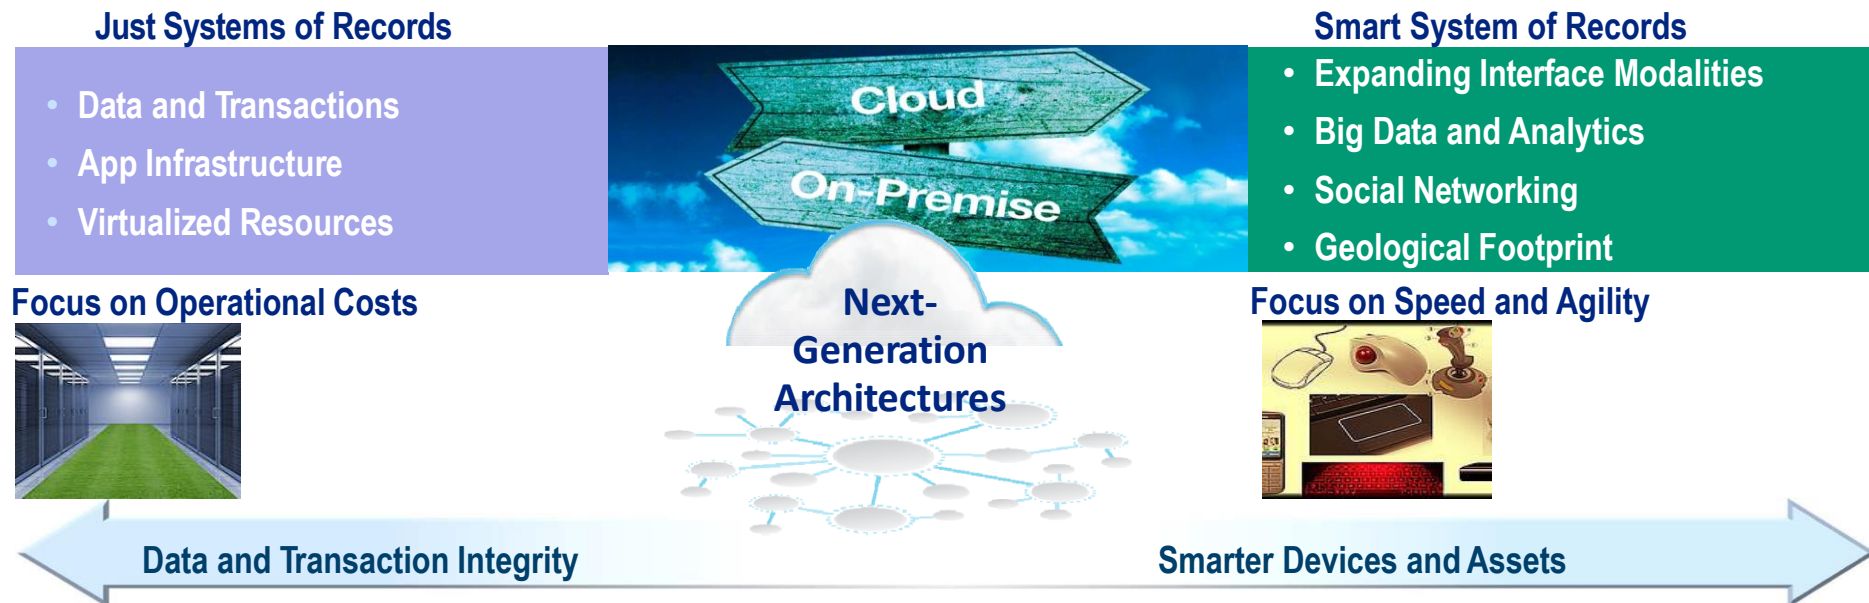 Just Systems of Records
• Data and Transactions
• App Infrastructure
• Virtualized Resources
Focus on Operational Costs
Cloud
On-Premise
Next-
Generation
Architectures
Smart System of Records
• Expanding Interface Modalities
• Big Data and Analytics
• Social Networking
• Geological Footprint
Focus on Speed and Agility
Data and Transaction Integrity
Smarter Devices and Assets